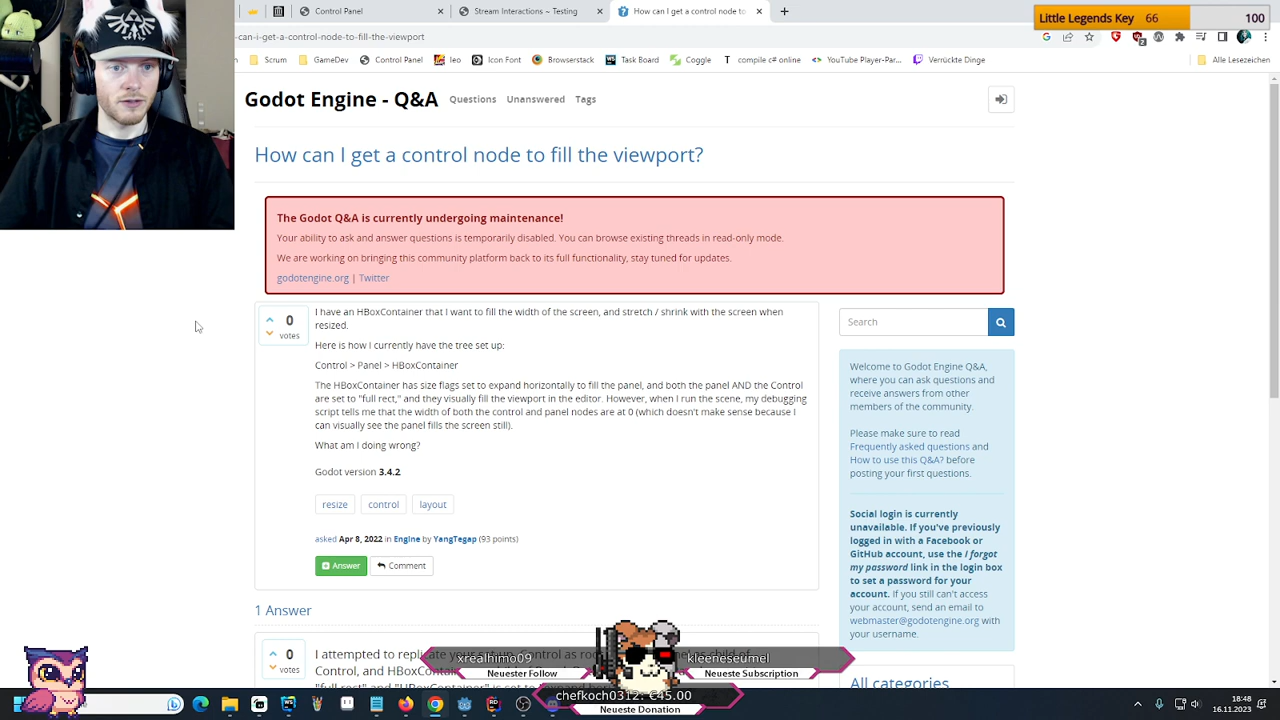 Control Panel
Stream Interactions ~ Testing
How can I get a control node to
Little Legends Key 66 100
can-i-get-a-control-node-to-fill-the-viewport
Scrum
GameDev
Control Panel
leo
Icon Font
Browserstack
Task Board
Coggle
compile c# online
YouTube Player-Par...
Verrückte Dinge
Alle Lesezeichen
Godot Engine - Q&A
Questions
Unanswered
Tags
How can I get a control node to fill the viewport?
The Godot Q&A is currently undergoing maintenance!
Your ability to ask and answer questions is temporarily disabled. You can browse existing threads in read-only mode.
We are working on bringing this community platform back to its full functionality, stay tuned for updates.
godotengine.org | Twitter
0
votes
I have an HBoxContainer that I want to fill the width of the screen, and stretch / shrink with the screen when
resized.
Here is how I currently have the tree set up:
Control > Panel > HBoxContainer
The HBoxContainer has size flags set to expand horizontally to fill the panel, and both the panel AND the Control
are set to "full rect," and they visually fill the viewport in the editor. However, when I run the scene, my debugging
script tells me that the width of both the control and panel nodes are at 0 (which doesn't make sense because I
can visually see the panel fills the screen still).
What am I doing wrong?
Godot version 3.4.2
resize
control
layout
asked Apr 8, 2022 in Engine by YangTegap (93 points)
Answer
Comment
Search
Welcome to Godot Engine Q&A,
where you can ask questions and
receive answers from other
members of the community.
Please make sure to read
Frequently asked questions and
How to use this Q&A? before
posting your first questions.
Social login is currently
unavailable. If you've previously
logged in with a Facebook or
GitHub account, use the I forgot
my password link in the login box
to set a password for your
account. If you still can't access
your account, send an email to
webmaster@godotengine.org with
your username.
All categories
1 Answer
0
votes
I attempted to
Control, and HBoxContainer
xrealnimo09
Neuester Follow
kleeneseumel
Neueste Subscription
chefkoch0312: €45.00
Neueste Donation
18:48
16.11.2023